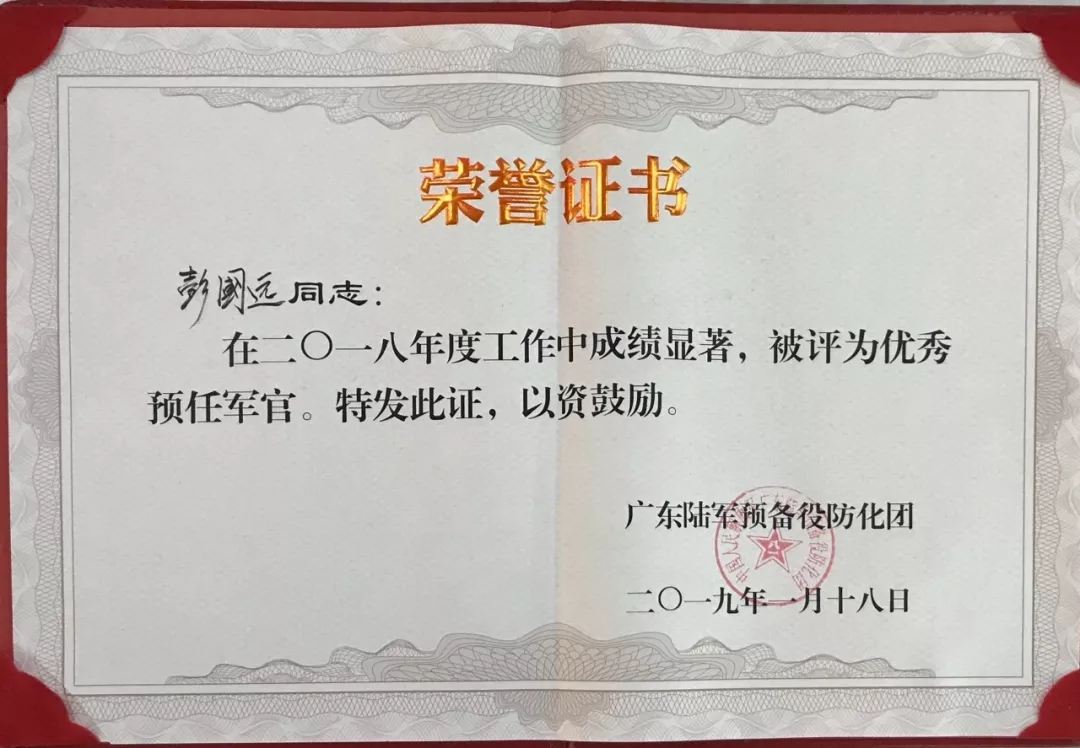 荣誉证书
彭國远同志：
在二〇一八年度工作中成绩显著，被评为优秀
预任军官。特发此证，以资鼓励。
广东陆军预备役防化团
二〇一九年一月十八日